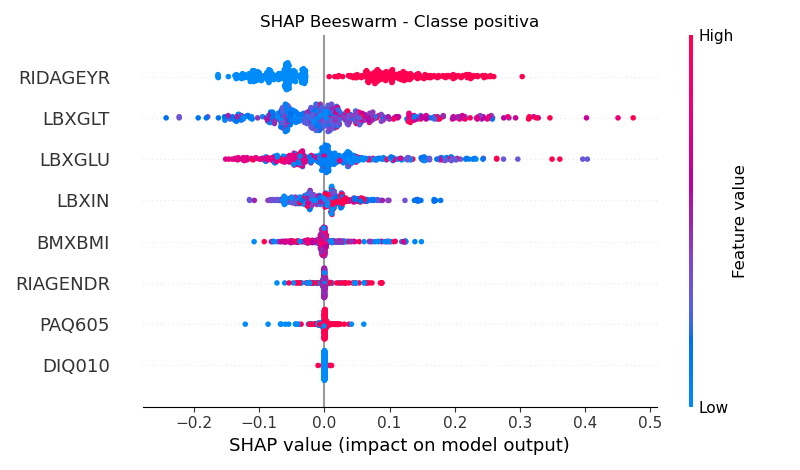 SHAP Beeswarm - Classe positiva
High
RIDAGEYR
LBXGLT
LBXGLU
LBXIN
BMXBMI
RIAGENDR
PAQ605
DIQ010
Feature value
Low
−0.2 −0.1 0.0 0.1 0.2 0.3 0.4 0.5
SHAP value (impact on model output)